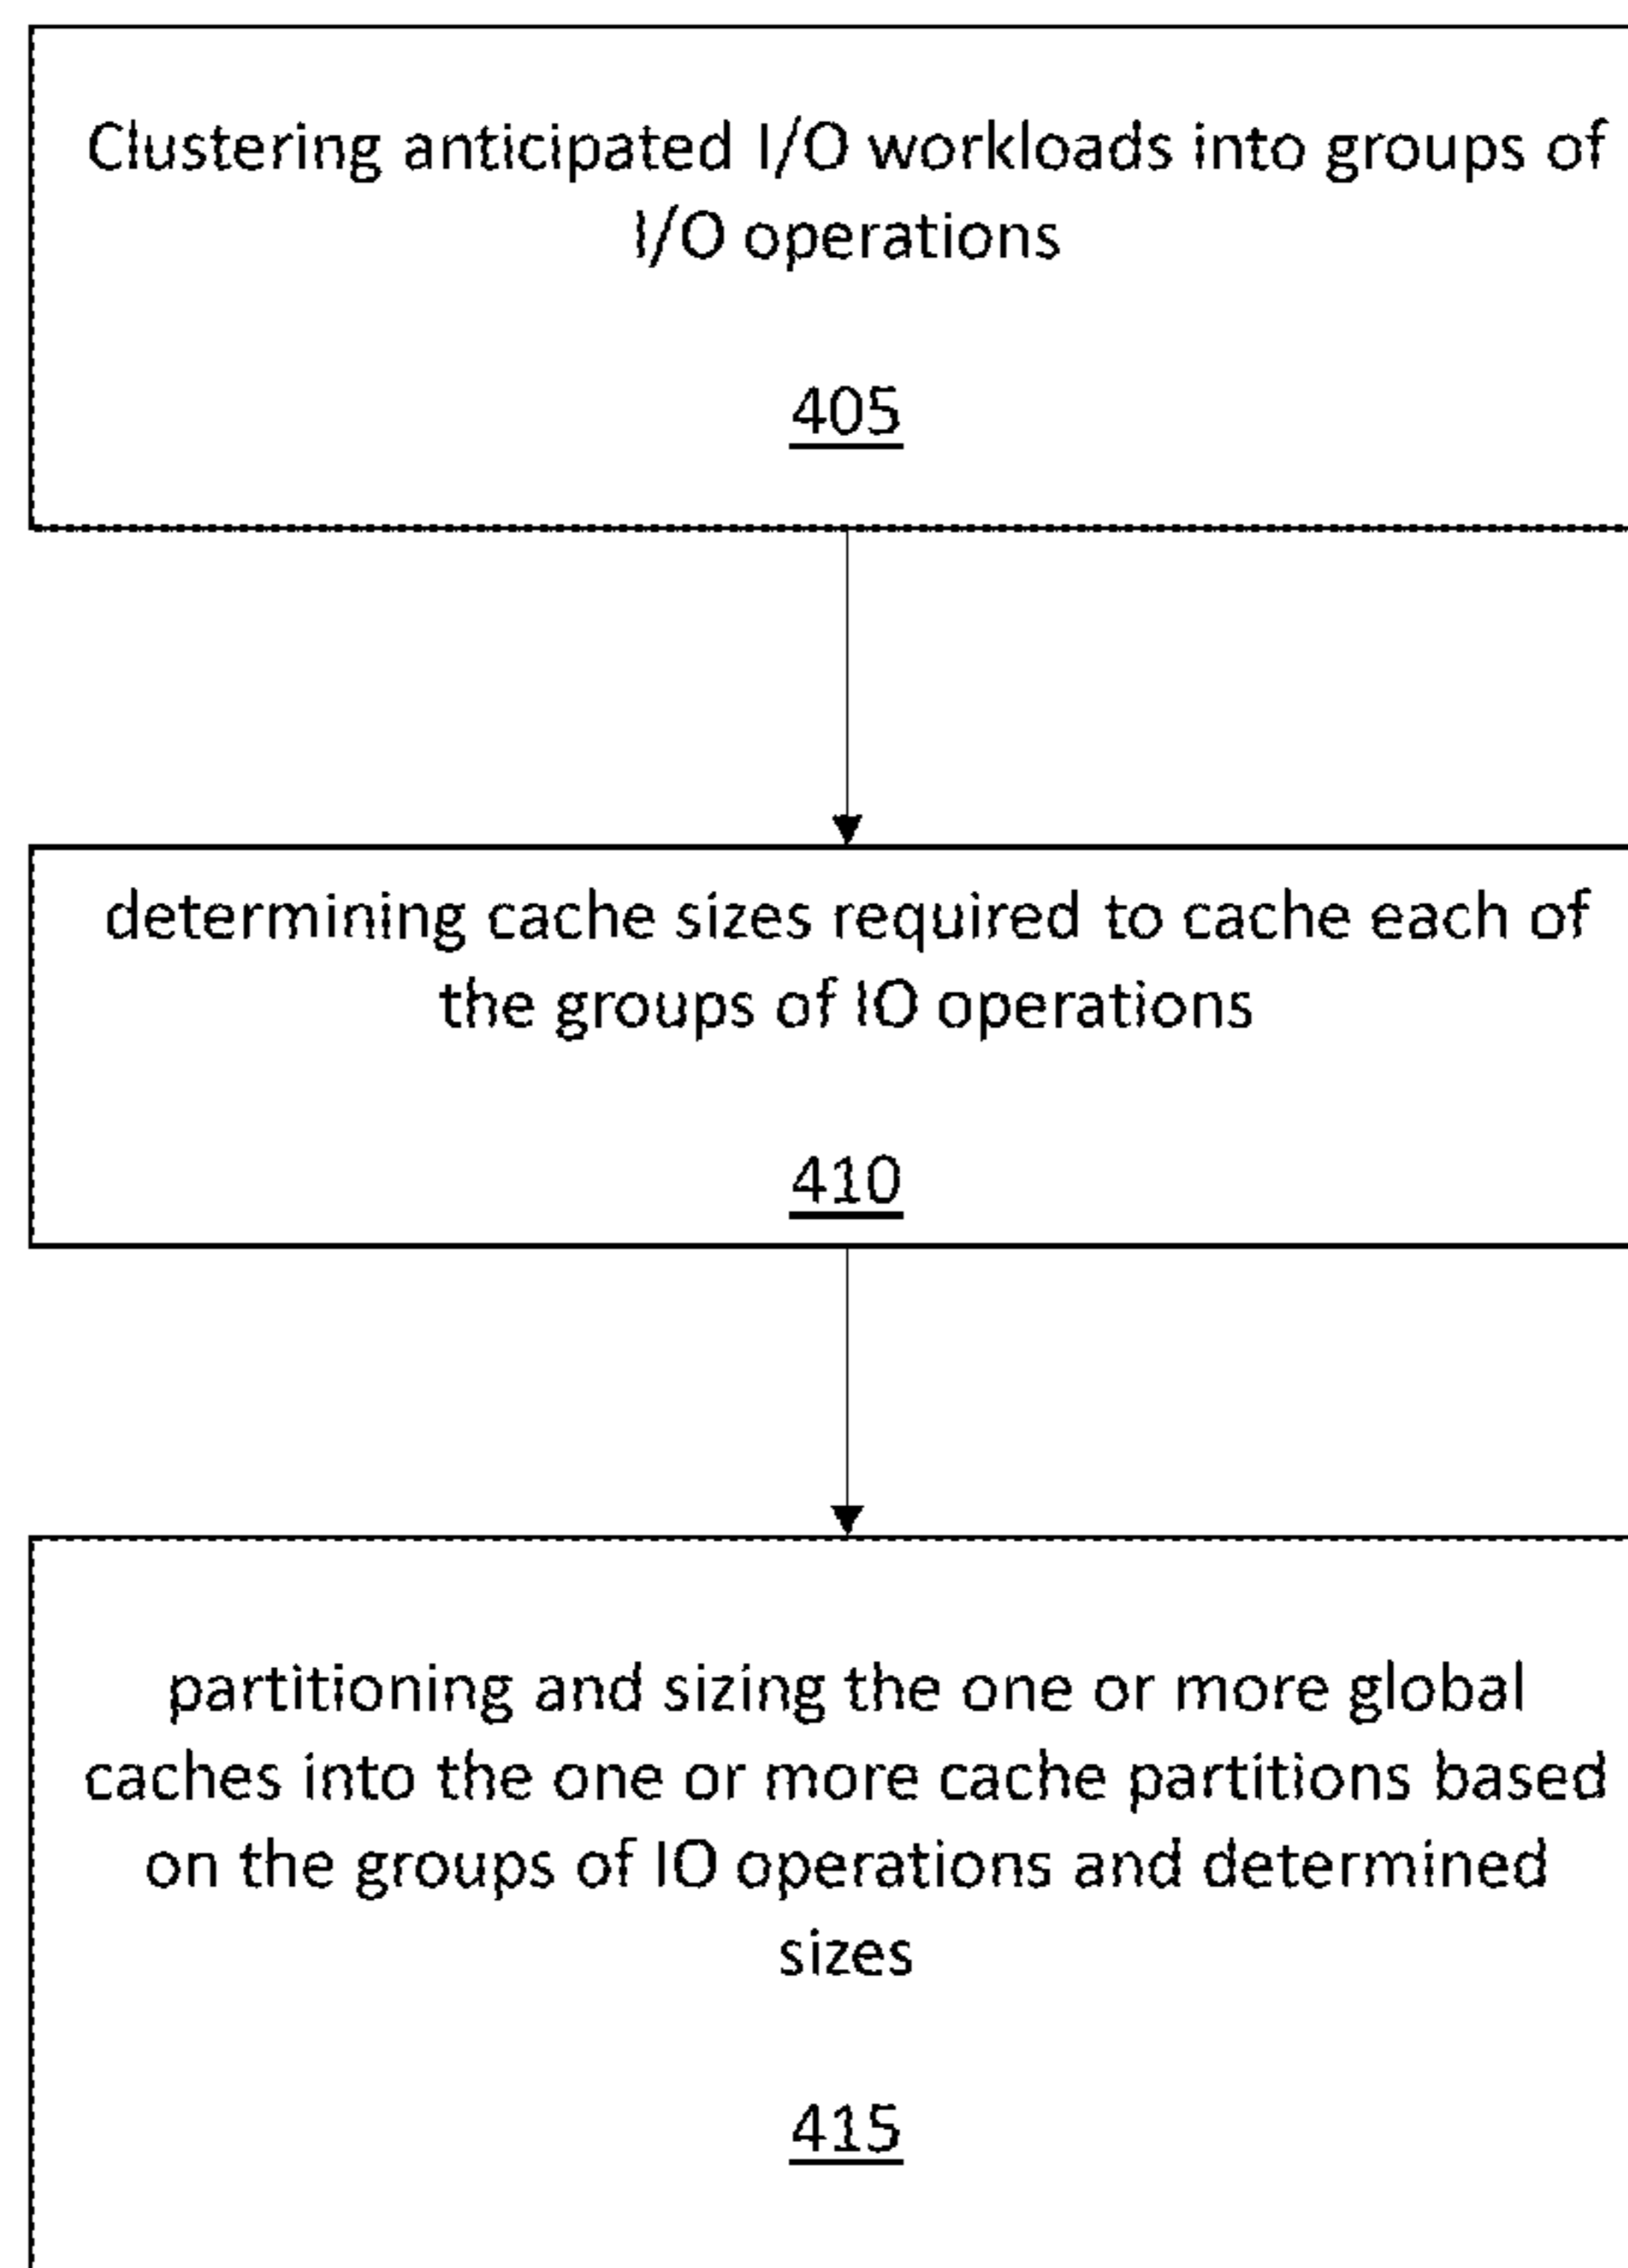 Clustering anticipated I/O workloads into groups of
I/O operations
405
determining cache sizes required to cache each of
the groups of IO operations
410
partitioning and sizing the one or more global
caches into the one or more cache partitions based
on the groups of IO operations and determined
sizes
415